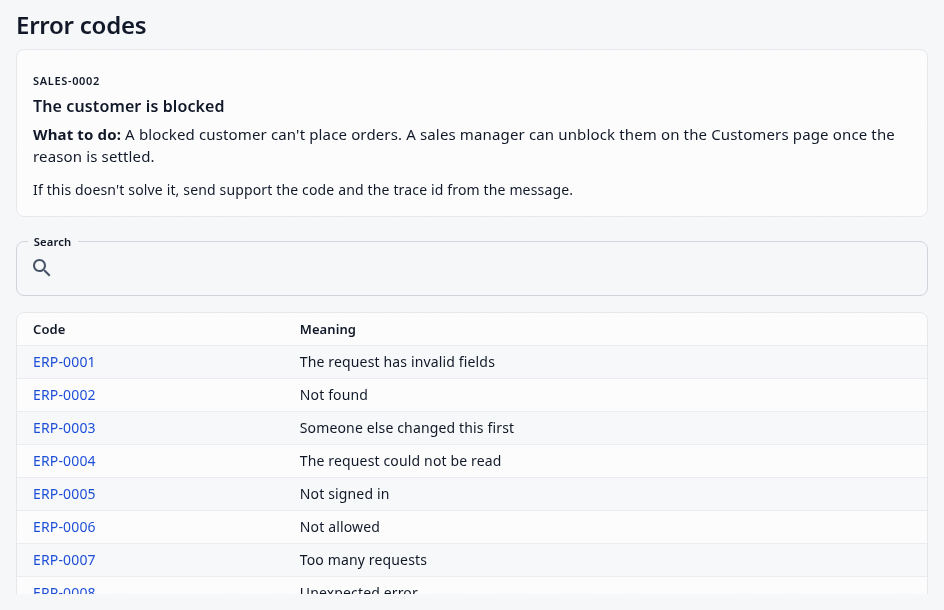 Error codes
SALES-0002
The customer is blocked
What to do: A blocked customer can't place orders. A sales manager can unblock them on the Customers page once the
reason is settled.
If this doesn't solve it, send support the code and the trace id from the message.
Search
Code Meaning
ERP-0001 The request has invalid fields
ERP-0002 Not found
ERP-0003 Someone else changed this first
ERP-0004 The request could not be read
ERP-0005 Not signed in
ERP-0006 Not allowed
ERP-0007 Too many requests
ERP-0008 Unexpected error